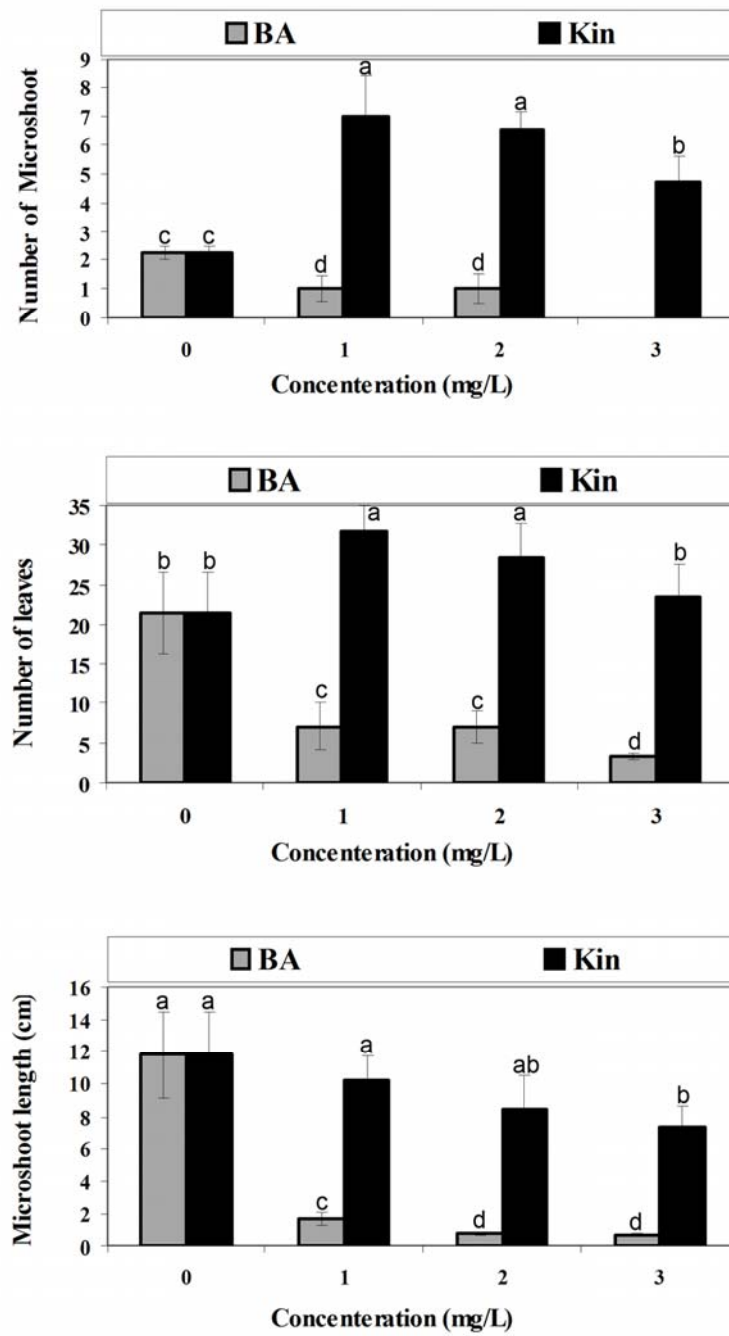 BA Kin
Number of Microshoot
9
8
7
6
5
4
3
2
1
0
c c d a d a b
0 1 2 3
Concenteration (mg/L)
BA Kin
Number of leaves
35
30
25
20
15
10
5
0
b b c a c a d b
0 1 2 3
Concenteration (mg/L)
BA Kin
Microshoot length (cm)
16
14
12
10
8
6
4
2
0
a a c a d ab d b
0 1 2 3
Concenteration (mg/L)